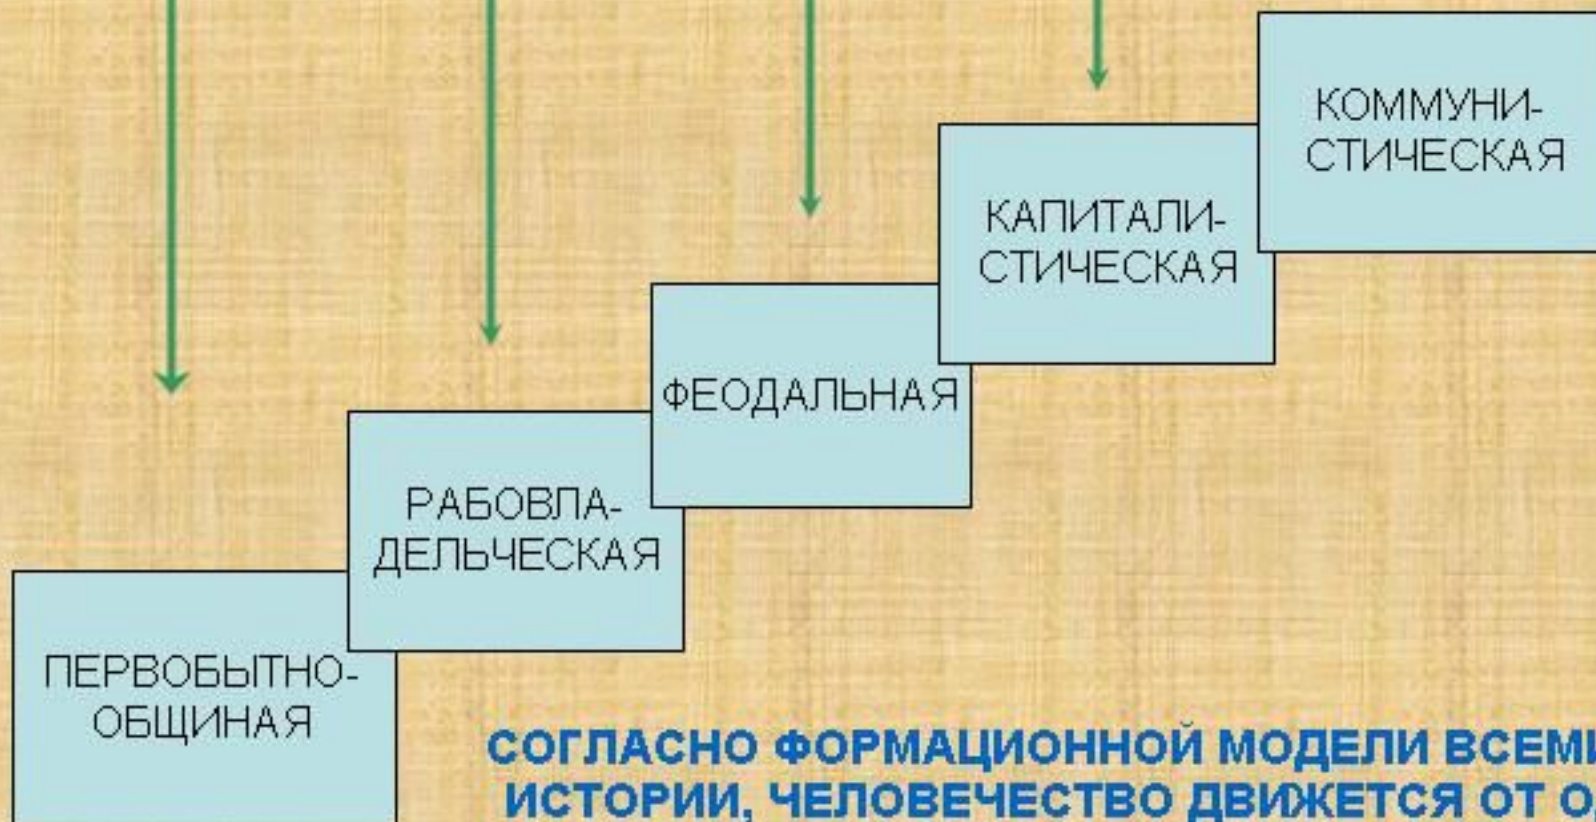 КОММУНИ-
СТИЧЕСКАЯ
КАПИТАЛИ-
СТИЧЕСКАЯ
ФЕОДАЛЬНАЯ
РАБОВЛА-
ДЕЛЬЧЕСКАЯ
ПЕРВОБЫТНО-
ОБЩИНАЯ
СОГЛАСНО ФОРМАЦИОННОЙ МОДЕЛИ
ИСТОРИИ, ЧЕЛОВЕЧЕСТВО ДВИЖЕТСЯ ОТ